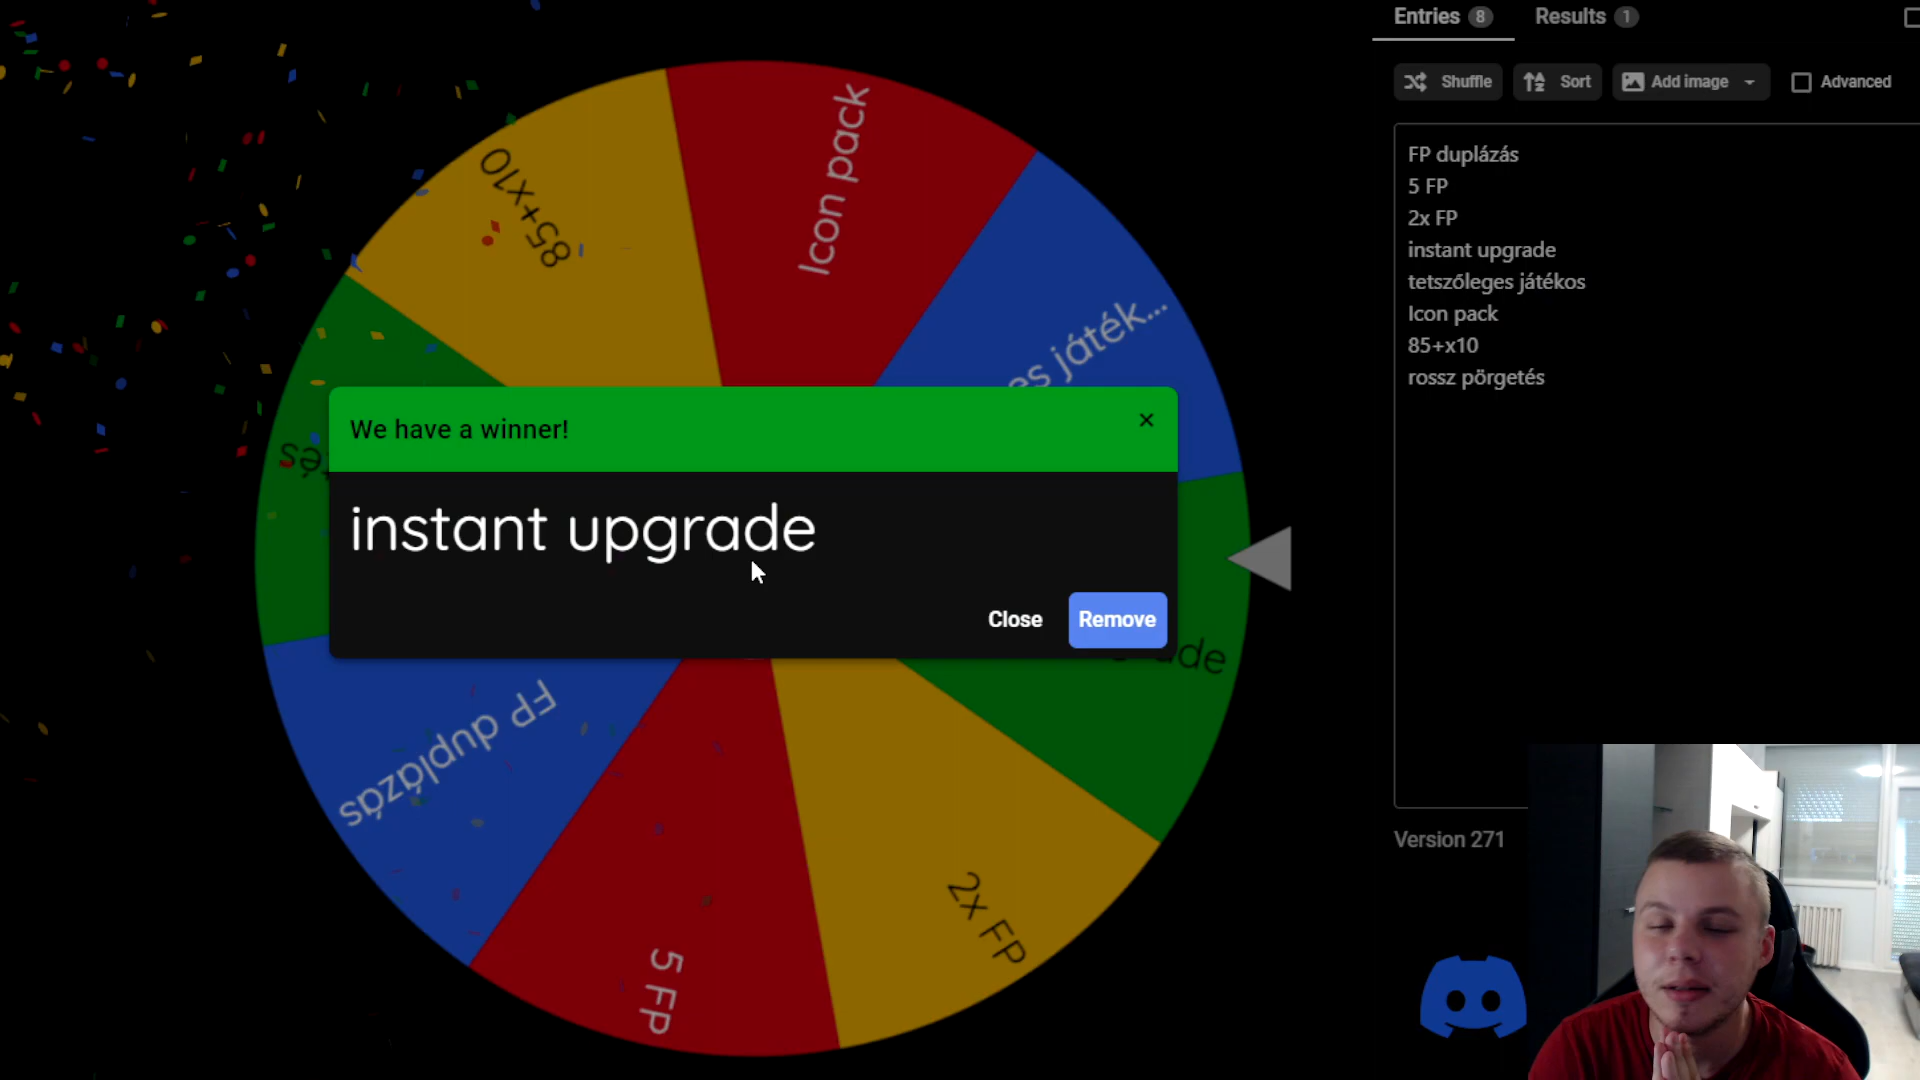 Entries 8
Results 1
Shuffle
Sort
Add image
Advanced
FP duplázás
5 FP
2x FP
instant upgrade
tetszőleges játékos
Icon pack
85+x10
rossz pörgetés
Icon pack
85+x10
es játék...
és
We have a winner!
instant upgrade
Close
Remove
ade
FP duplázás
2x FP
5 FP
Version 271